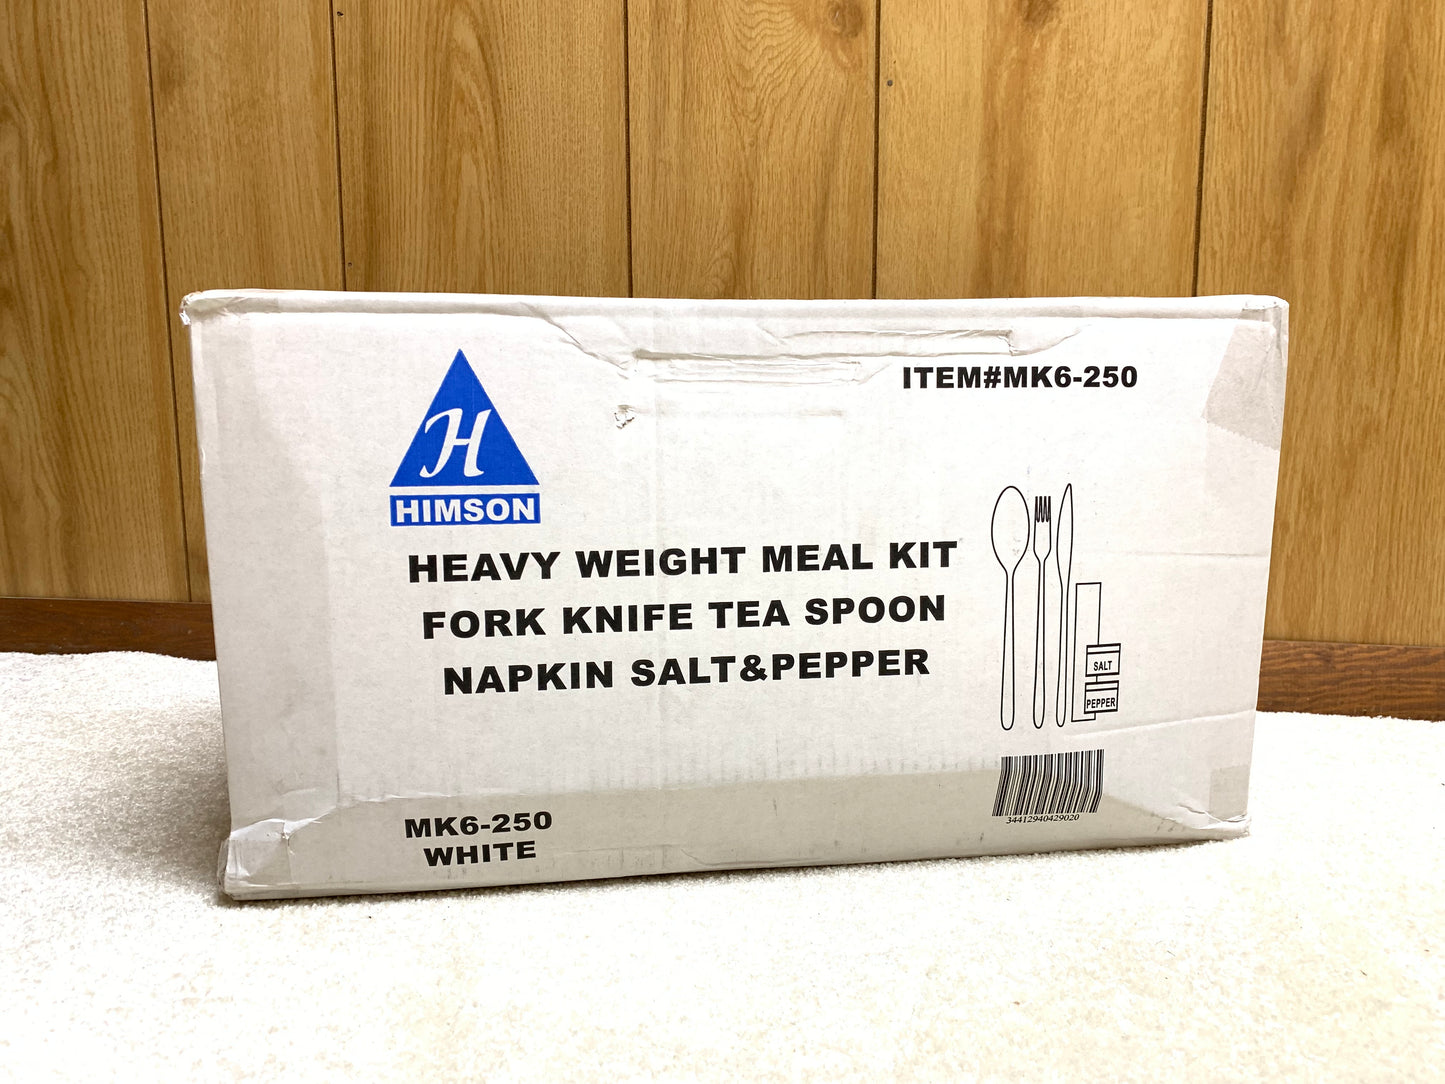 H
HIMSON
ITEM#MK6-250
HEAVY WEIGHT MEAL KIT
FORK KNIFE TEA SPOON
NAPKIN SALT&PEPPER
SALT
PEPPER
34412940429020
MK6-250
WHITE